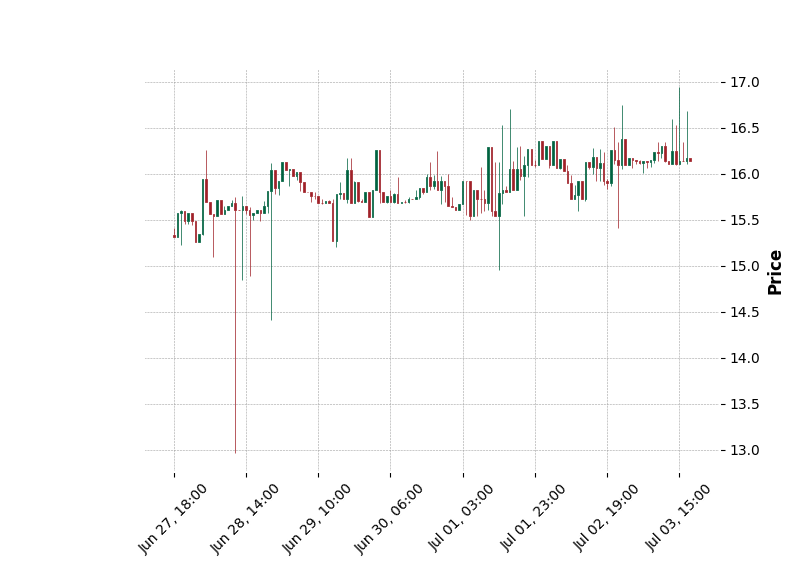 17.0
16.5
16.0
15.5
15.0
14.5
14.0
13.5
13.0
Price
Jun 27, 18:00
Jun 28, 14:00
Jun 29, 10:00
Jun 30, 06:00
Jul 01, 03:00
Jul 01, 23:00
Jul 02, 19:00
Jul 03, 15:00